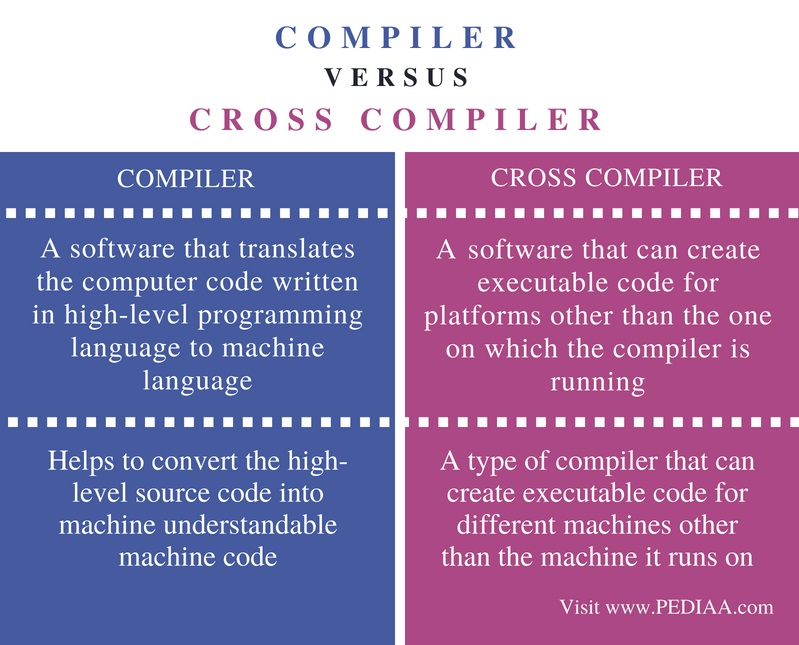 COMPILER
VERSUS
CROSS COMPILER
COMPILER
A software that translates
the computer code written
in high-level programming
language to machine
language
Helps to convert the high-
level source code into
machine understandable
machine code
CROSS COMPILER
A software that can create
executable code for
platforms other than the one
on which the compiler is
running
A type of compiler that can
create executable code for
different machines other
than the machine it runs on
Visit www.PEDIAA.com